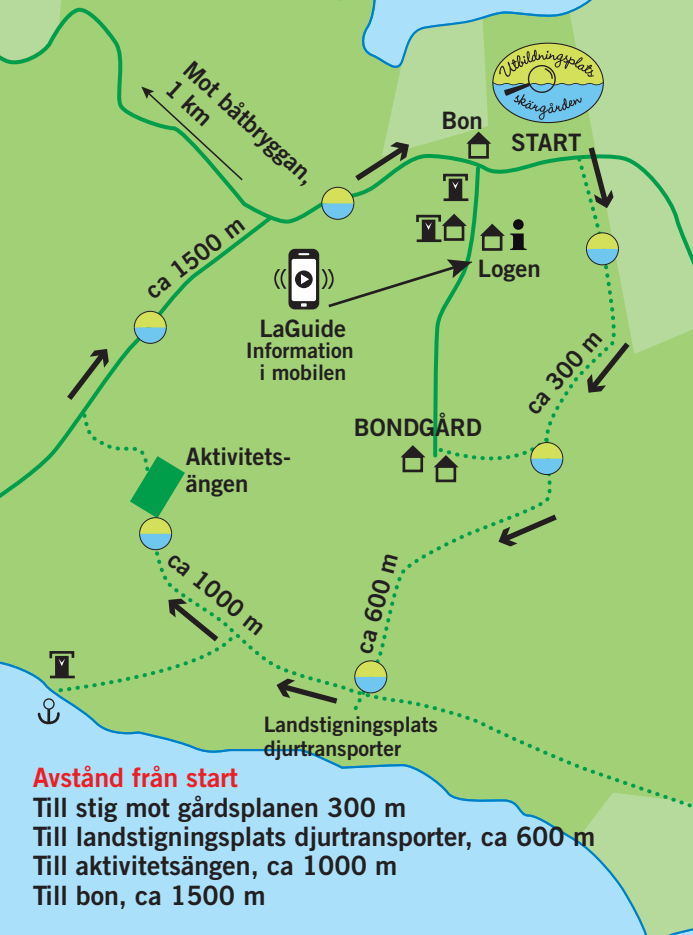 Utbildningsplats
skärgården
START
Bon
Mot båtbryggan,
1 km
ca 1500 m
Logen
LaGuide
Information
i mobilen
ca 300 m
BONDGÅRD
Aktivitets-
ängen
ca 1000 m
ca 600 m
Landstigningsplats
djurtransporter
Avstånd från start
Till stig mot gårdsplanen 300 m
Till landstigningsplats djurtransporter, ca 600 m
Till aktivitetsängen, ca 1000 m
Till bon, ca 1500 m